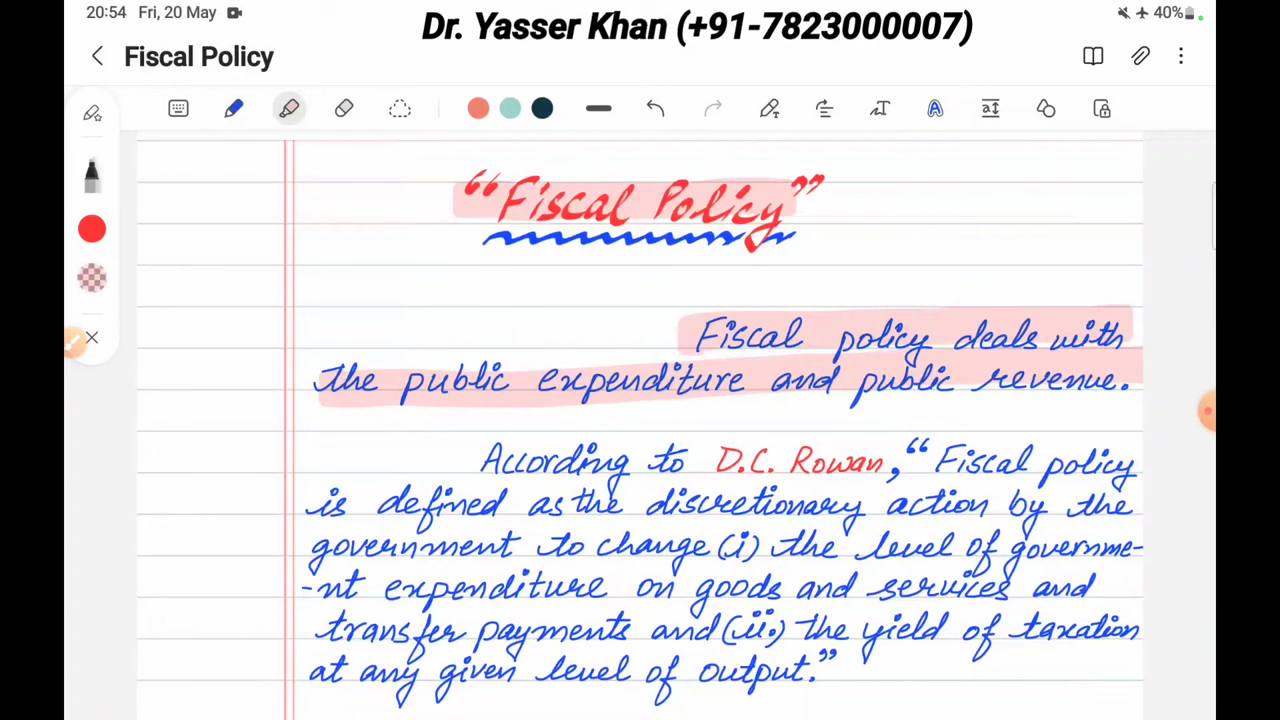 20:54 Fri, 20 May
Dr. Yasser Khan (+91-7823000007)
40%
Fiscal Policy
“Fiscal Policy”
Fiscal policy deals with
the public expenditure and public revenue.
According to D.C. Rowan, “Fiscal policy
is defined as the discretionary action by the
government to change (i) the level of governme-
-nt expenditure on goods and services and
transfer payments and (ii.) the yield of taxation
at any given level of output.”